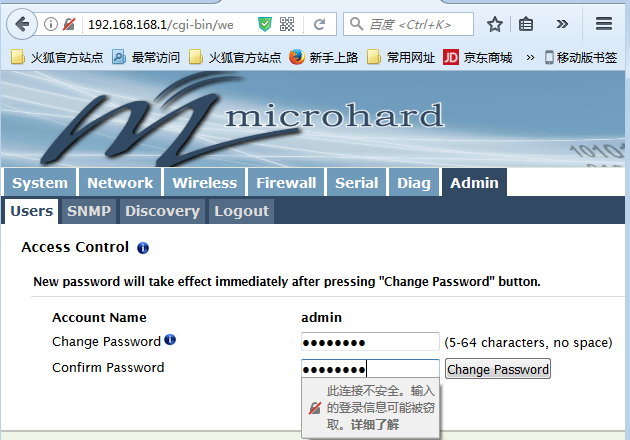 192.168.168.1/cgi-bin/we
百度 <Ctrl+K>
火狐官方站点 最常访问 火狐官方站点 新手上路 常用网址 JD 京东商城 移动版书签
microhard
10101
System Network Wireless Firewall Serial Diag Admin
Users SNMP Discovery Logout
Access Control
New password will take effect immediately after pressing "Change Password" button.
Account Name admin
Change Password (5-64 characters, no space)
Confirm Password Change Password
此连接不安全。输入
的登录信息可能被窃
取。详细了解